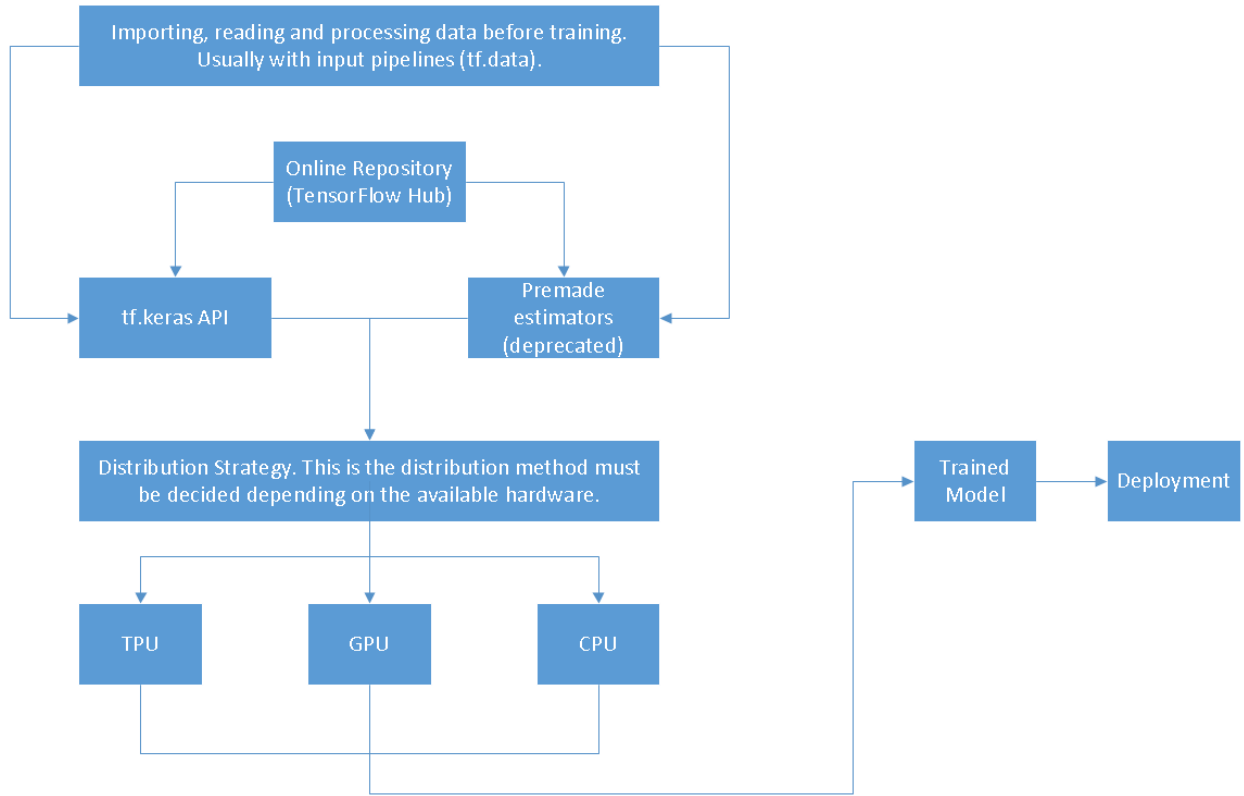 Importing, reading and processing data before training.
Usually with input pipelines (tf.data).
Online Repository
(TensorFlow Hub)
tf.keras API
Premade
estimators
(deprecated)
Distribution Strategy. This is the distribution method must
be decided depending on the available hardware.
Trained
Model
Deployment
TPU
GPU
CPU